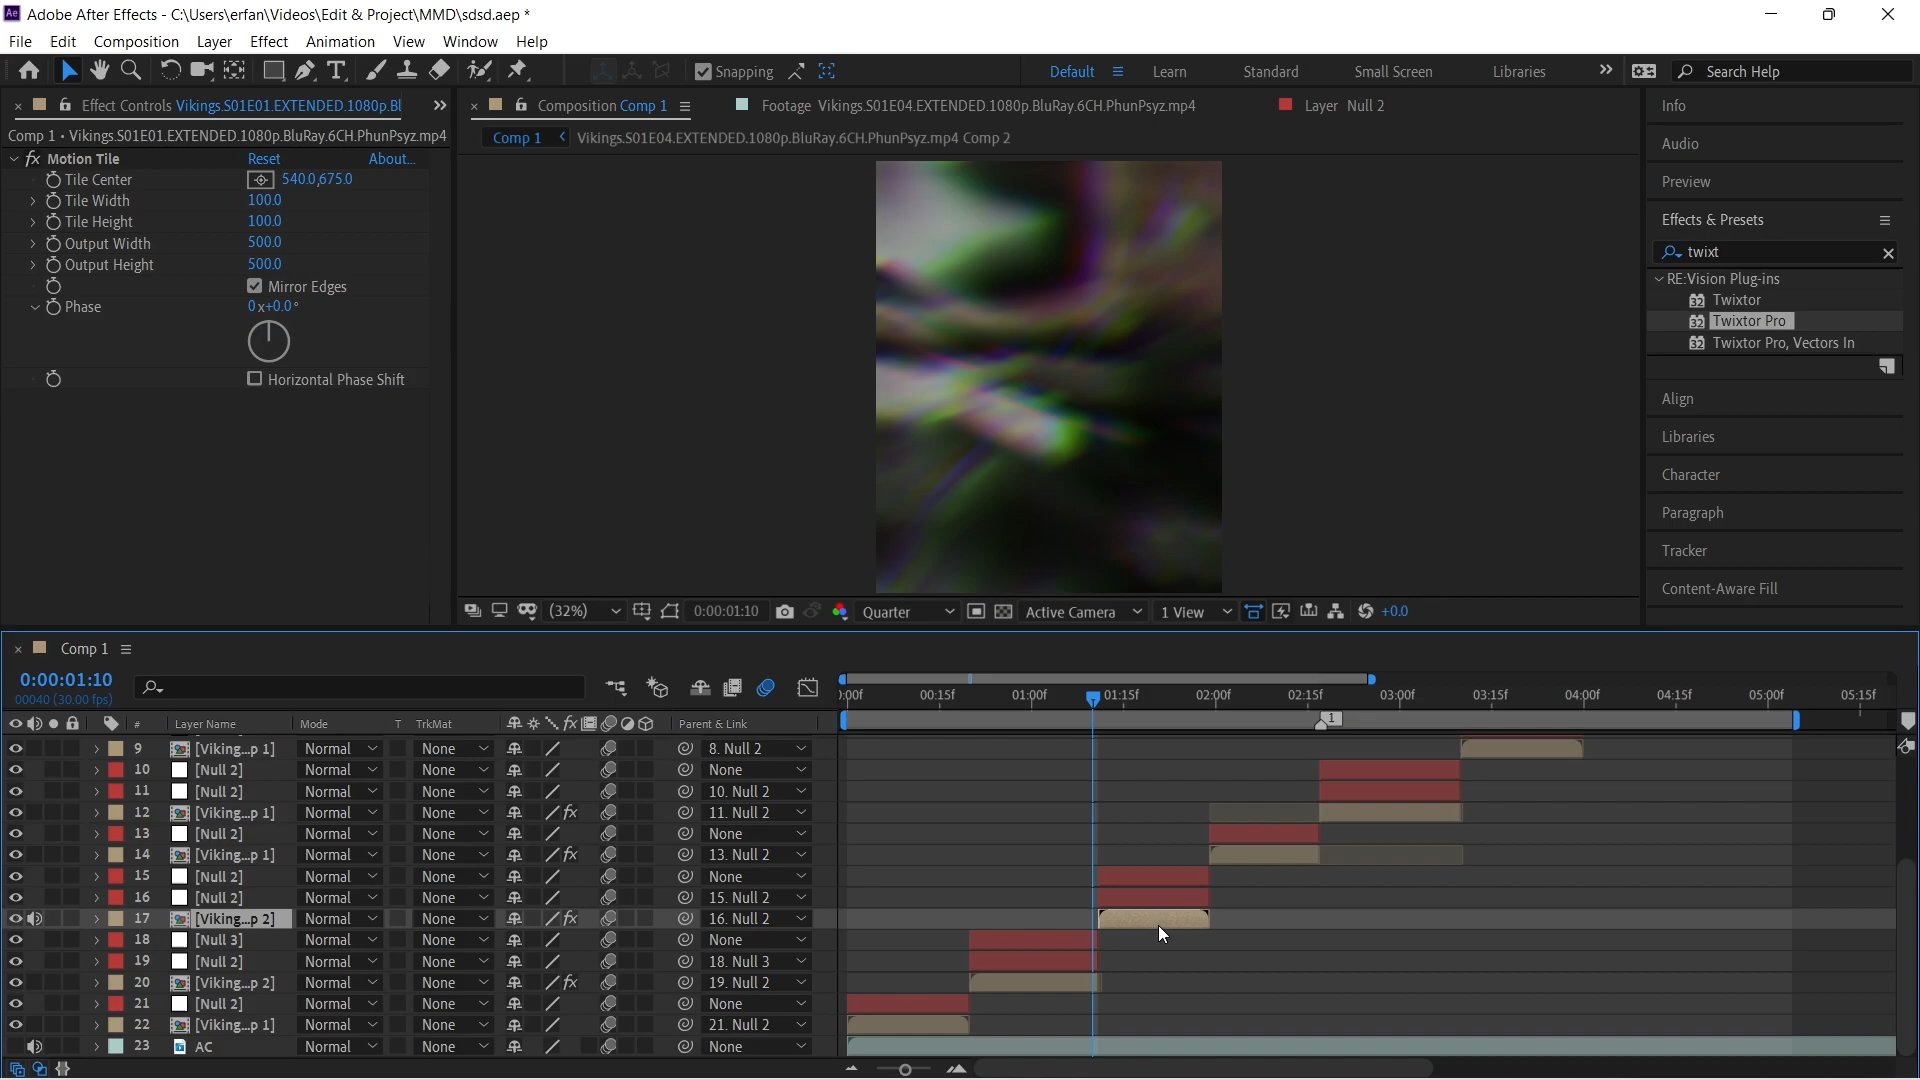 Ae Adobe After Effects - C:\Users\erfan\Videos\Edit & Project\MMD\sdsd.aep *
File Edit Composition Layer Effect Animation View Window Help
Snapping Default Learn Standard Small Screen Libraries Search Help
Effect Controls Vikings.S01E01.EXTENDED.1080p.Bl
Composition Comp 1
Footage Vikings.S01E04.EXTENDED.1080p.BluRay.6CH.PhunPsyz.mp4
Layer Null 2
Comp 1 • Vikings.S01E01.EXTENDED.1080p.BluRay.6CH.PhunPsyz.mp4
Comp 1 Vikings.S01E04.EXTENDED.1080p.BluRay.6CH.PhunPsyz.mp4 Comp 2
fx Motion Tile Reset About...
Tile Center 540.0,675.0
Tile Width 100.0
Tile Height 100.0
Output Width 500.0
Output Height 500.0
Mirror Edges
Phase 0x+0.0°
Horizontal Phase Shift
Info
Audio
Preview
Effects & Presets
twixt
RE:Vision Plug-ins
32 Twixtor
32 Twixtor Pro
32 Twixtor Pro, Vectors In
Align
Libraries
Character
Paragraph
Tracker
Content-Aware Fill
(32%) 0:00:01:10 Quarter Active Camera 1 View +0.0
Comp 1
0:00:01:10
00040 (30.00 fps)
):00f 00:15f 01:00f 01:15f 02:00f 02:15f 03:00f 03:15f 04:00f 04:15f 05:00f 05:15f
1
# Layer Name Mode T TrkMat fx Parent & Link
9 [Viking...p 1] Normal None 8. Null 2
10 [Null 2] Normal None None
11 [Null 2] Normal None 10. Null 2
12 [Viking...p 1] Normal None fx 11. Null 2
13 [Null 2] Normal None None
14 [Viking...p 1] Normal None fx 13. Null 2
15 [Null 2] Normal None None
16 [Null 2] Normal None 15. Null 2
17 [Viking...p 2] Normal None fx 16. Null 2
18 [Null 3] Normal None None
19 [Null 2] Normal None 18. Null 3
20 [Viking...p 2] Normal None fx 19. Null 2
21 [Null 2] Normal None None
22 [Viking...p 1] Normal None 21. Null 2
23 AC Normal None None